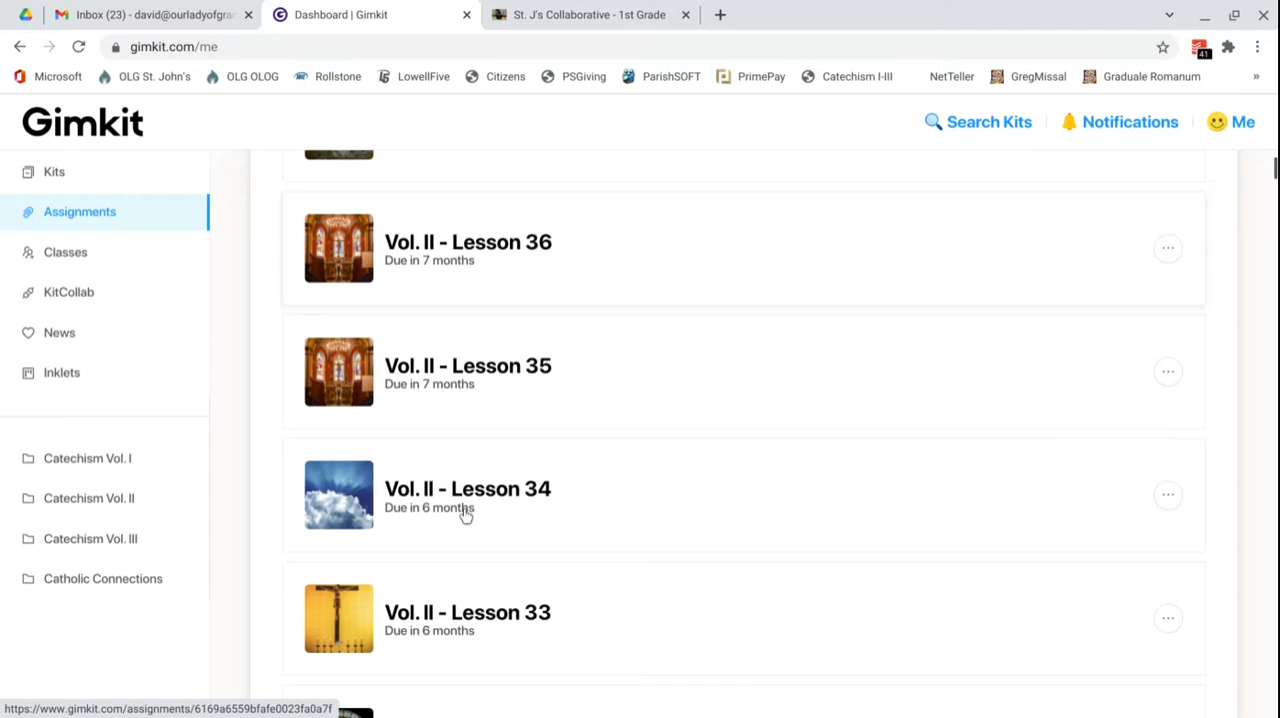 Inbox (23) - david@ourladyofgra
Dashboard | Gimkit
St. J's Collaborative - 1st Grade
gimkit.com/me
41
Microsoft
OLG St. John's
OLG OLOG
Rollstone
LowellFive
Citizens
PSGiving
ParishSOFT
PrimePay
Catechism I-III
NetTeller
GregMissal
Graduale Romanum
»
Gimkit
Search Kits
Notifications
Me
Kits
Assignments
Classes
KitCollab
News
Inklets
Catechism Vol. I
Catechism Vol. II
Catechism Vol. III
Catholic Connections
Vol. II - Lesson 36
Due in 7 months
Vol. II - Lesson 35
Due in 7 months
Vol. II - Lesson 34
Due in 6 months
Vol. II - Lesson 33
Due in 6 months
https://www.gimkit.com/assignments/6169a6559bfafe0023fa0a7f